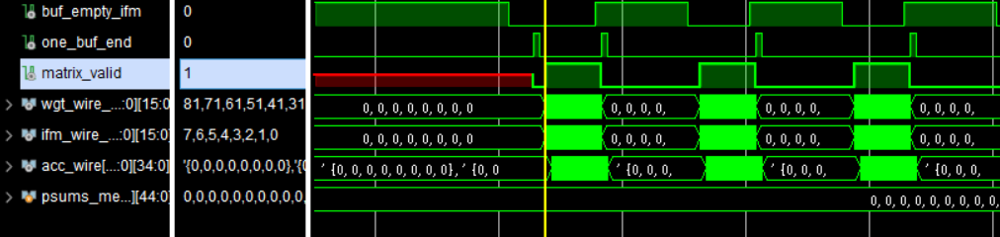 buf_empty_ifm 0
one_buf_end 0
matrix_valid 1
wgt_wire_...:0][15:0 81,71,61,51,41,31 0, 0, 0, 0, 0, 0, 0, 0 0, 0, 0, 0, 0, 0, 0, 0, 0, 0, 0, 0,
ifm_wire_...:0][15:0] 7,6,5,4,3,2,1,0 0, 0, 0, 0, 0, 0, 0, 0 0, 0, 0, 0, 0, 0, 0, 0, 0, 0, 0, 0,
acc_wire[...:0][34:0] '{0,0,0,0,0,0,0,0},'{0 ' {0, 0, 0, 0, 0, 0, 0, 0}, ' {0, 0 ' {0, 0, 0, ' {0, 0, 0, ' {0, 0, 0,
psums_me...][44:0] 0,0,0,0,0,0,0,0,0,0, 0, 0, 0, 0, 0, 0, 0, 0, 0,